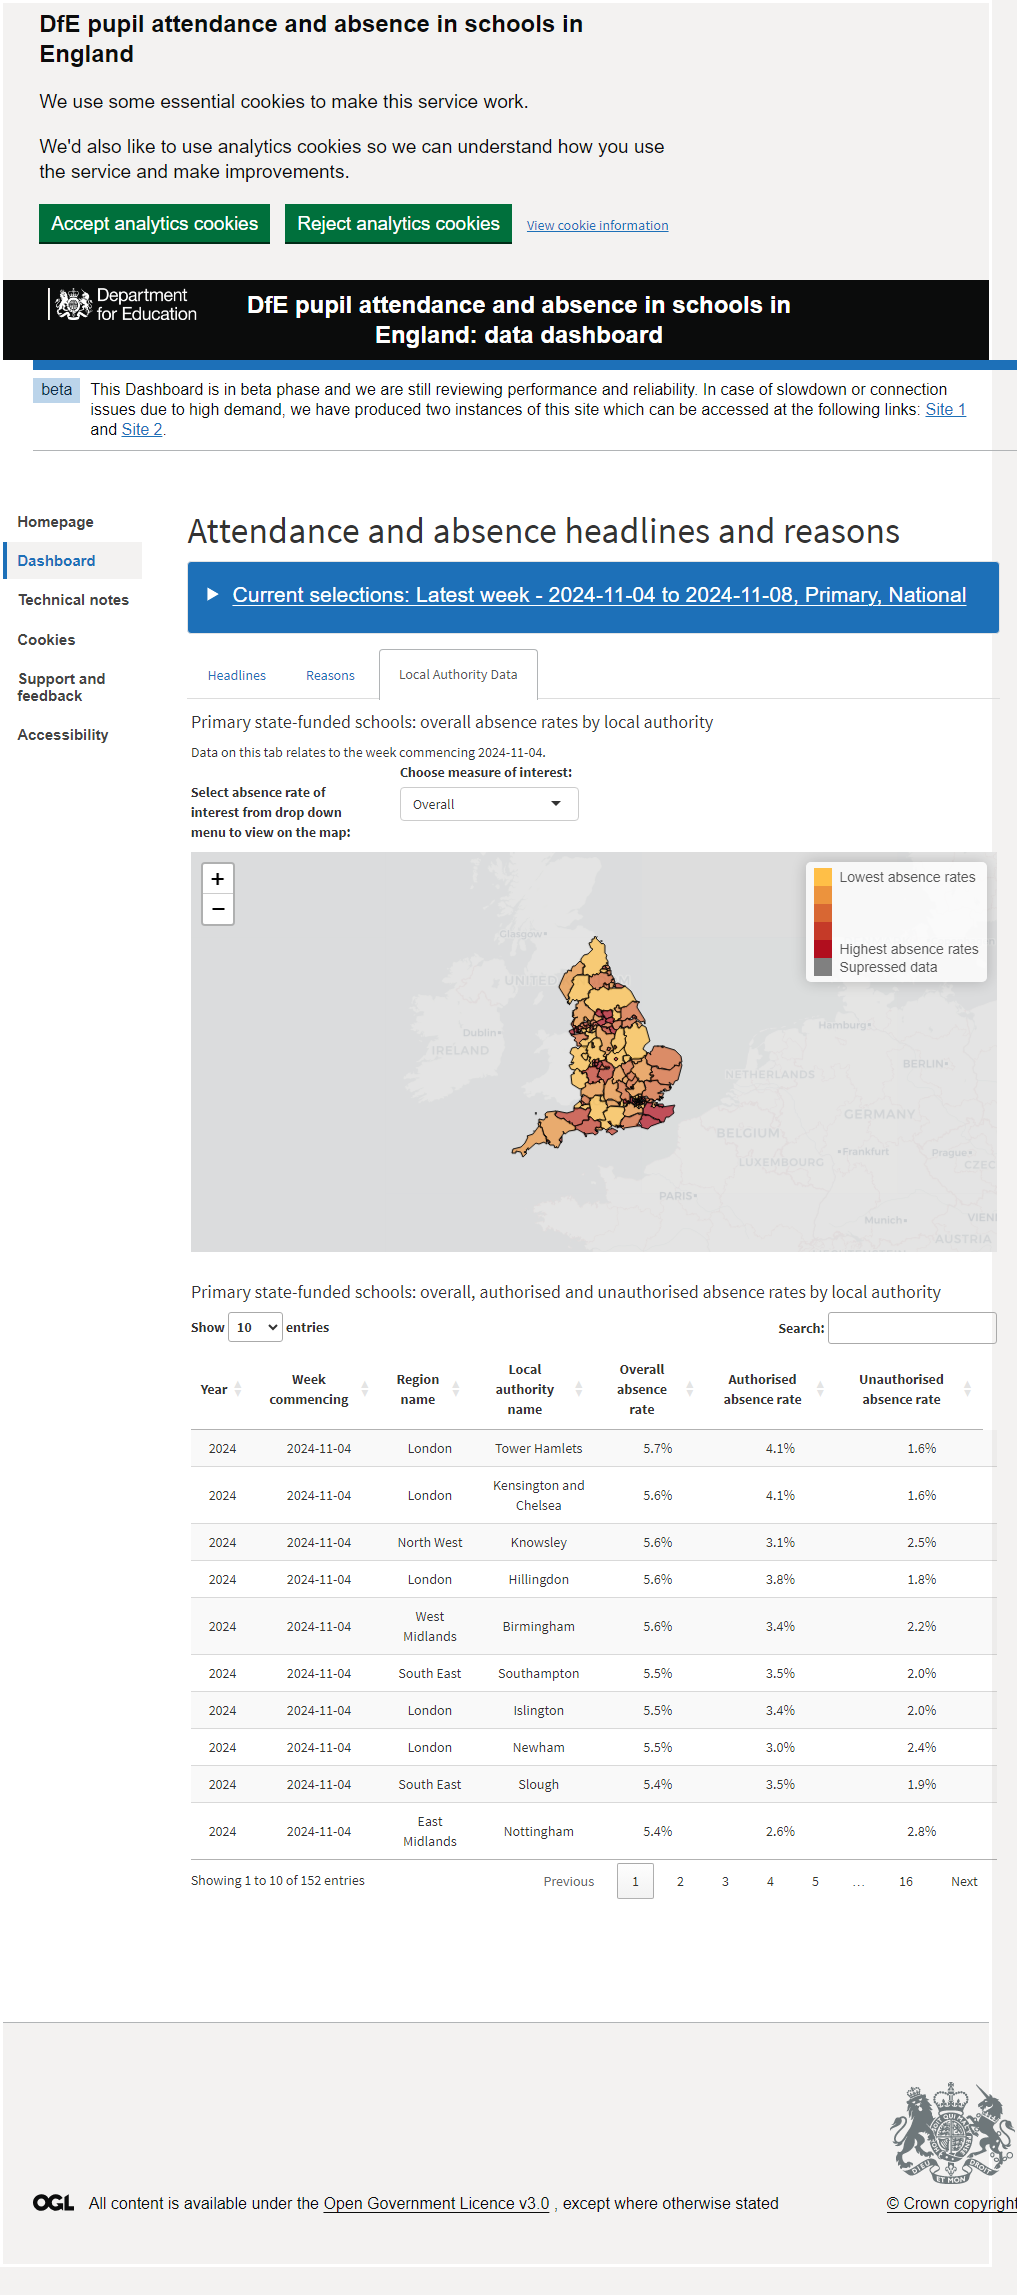 DfE pupil attendance and absence in schools in
England
We use some essential cookies to make this service work.
We'd also like to use analytics cookies so we can understand how you use
the service and make improvements.
Accept analytics cookies Reject analytics cookies View cookie information
Department
for Education
DfE pupil attendance and absence in schools in
England: data dashboard
beta This Dashboard is in beta phase and we are still reviewing performance and reliability. In case of slowdown or connection
issues due to high demand, we have produced two instances of this site which can be accessed at the following links: Site 1
and Site 2.
Homepage
Dashboard
Technical notes
Cookies
Support and
feedback
Accessibility
Attendance and absence headlines and reasons
Current selections: Latest week - 2024-11-04 to 2024-11-08, Primary, National
Headlines Reasons Local Authority Data
Primary state-funded schools: overall absence rates by local authority
Data on this tab relates to the week commencing 2024-11-04.
Select absence rate of
interest from drop down
menu to view on the map:
Choose measure of interest:
Overall
+
−
Lowest absence rates
Highest absence rates
Supressed data
Glasgow
UNITED
Dublin
IRELAND
Hamburg
BERLIN
NETHERLANDS
GERMANY
BELGIUM
Frankfurt
Prague
LUXEMBOURG
CZEC
PARIS
Munich
VIEN
AUSTRIA
Primary state-funded schools: overall, authorised and unauthorised absence rates by local authority
Show 10 entries Search:
Year Week commencing Region name Local authority name Overall absence rate Authorised absence rate Unauthorised absence rate
2024 2024-11-04 London Tower Hamlets 5.7% 4.1% 1.6%
2024 2024-11-04 London Kensington and Chelsea 5.6% 4.1% 1.6%
2024 2024-11-04 North West Knowsley 5.6% 3.1% 2.5%
2024 2024-11-04 London Hillingdon 5.6% 3.8% 1.8%
2024 2024-11-04 West Midlands Birmingham 5.6% 3.4% 2.2%
2024 2024-11-04 South East Southampton 5.5% 3.5% 2.0%
2024 2024-11-04 London Islington 5.5% 3.4% 2.0%
2024 2024-11-04 London Newham 5.5% 3.0% 2.4%
2024 2024-11-04 South East Slough 5.4% 3.5% 1.9%
2024 2024-11-04 East Midlands Nottingham 5.4% 2.6% 2.8%
Showing 1 to 10 of 152 entries Previous 1 2 3 4 5 … 16 Next
OGL All content is available under the Open Government Licence v3.0 , except where otherwise stated
© Crown copyright